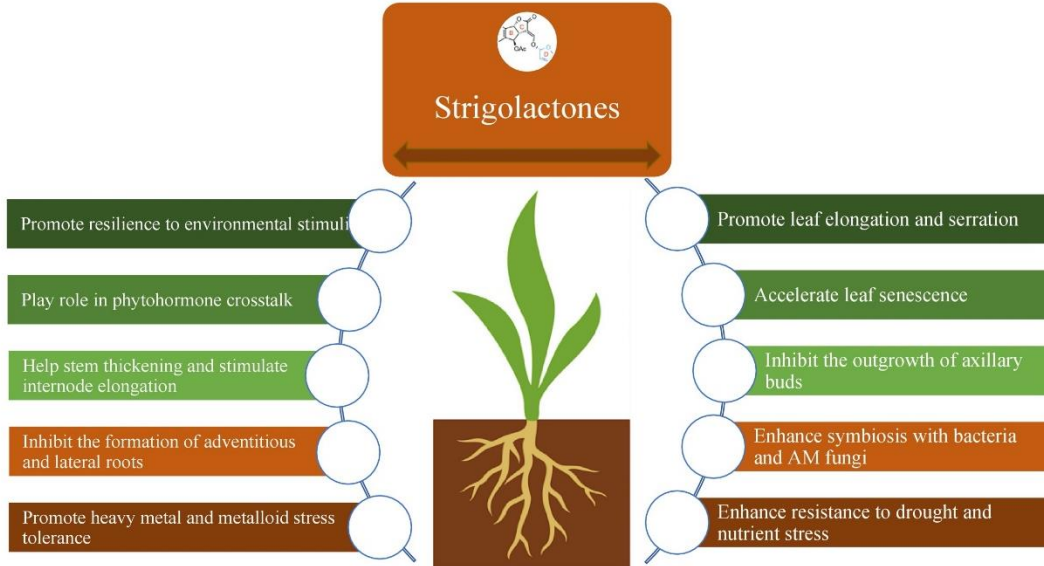 Strigolactones
Promote resilience to environmental stimuli
Play role in phytohormone crosstalk
Help stem thickening and stimulate
internode elongation
Inhibit the formation of adventitious
and lateral roots
Promote heavy metal and metalloid stress
tolerance
Promote leaf elongation and serration
Accelerate leaf senescence
Inhibit the outgrowth of axillary
buds
Enhance symbiosis with bacteria
and AM fungi
Enhance resistance to drought and
nutrient stress